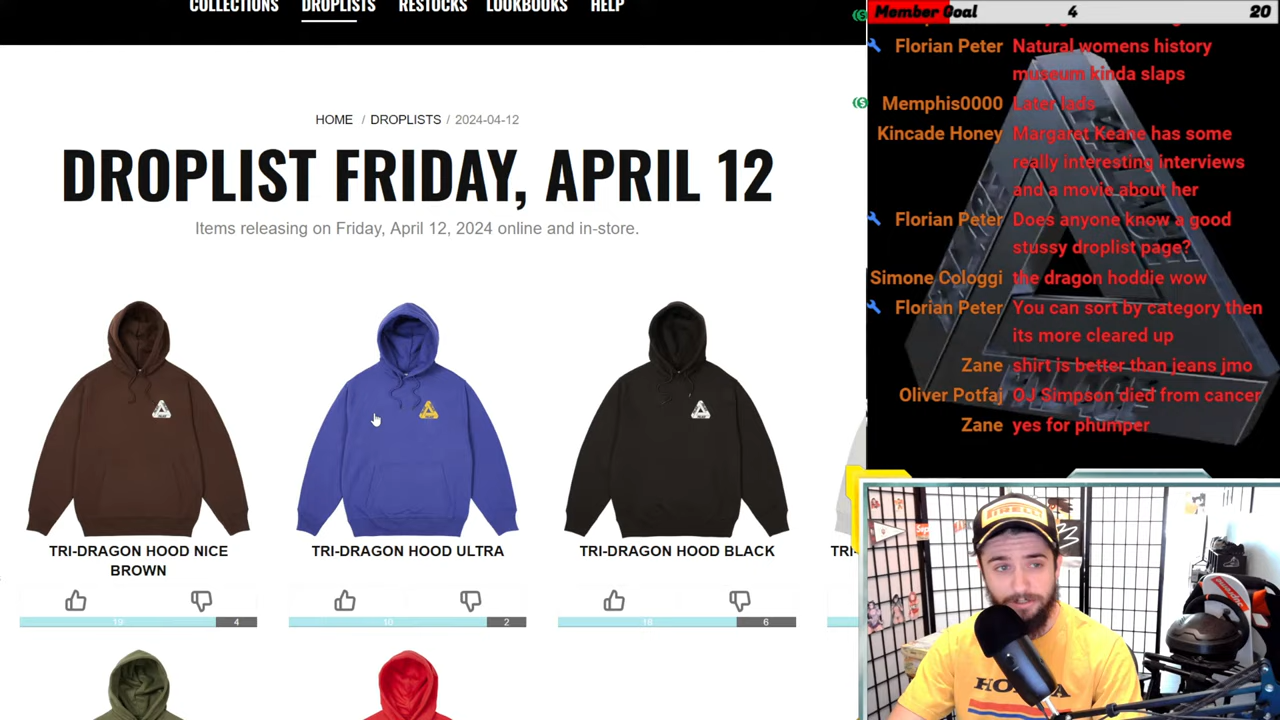 COLLECTIONS DROPLISTS RESTOCKS LOOKBOOKS HELP
HOME / DROPLISTS / 2024-04-12
DROPLIST FRIDAY, APRIL 12
Items releasing on Friday, April 12, 2024 online and in-store.
TRI-DRAGON HOOD NICE
BROWN
TRI-DRAGON HOOD ULTRA
TRI-DRAGON HOOD BLACK
19 4
10 2
16 6
Member Goal 4 20
Florian Peter Natural womens history
museum kinda slaps
Memphis0000 Later lads
Kincade Honey Margaret Keane has some
really interesting interviews
and a movie about her
Florian Peter Does anyone know a good
stussy droplist page?
Simone Cologgi the dragon hoddie wow
Florian Peter You can sort by category then
its more cleared up
Zane shirt is better than jeans jmo
Oliver Potfaj OJ Simpson died from cancer
Zane yes for phumper
PIRELLI
HONDA